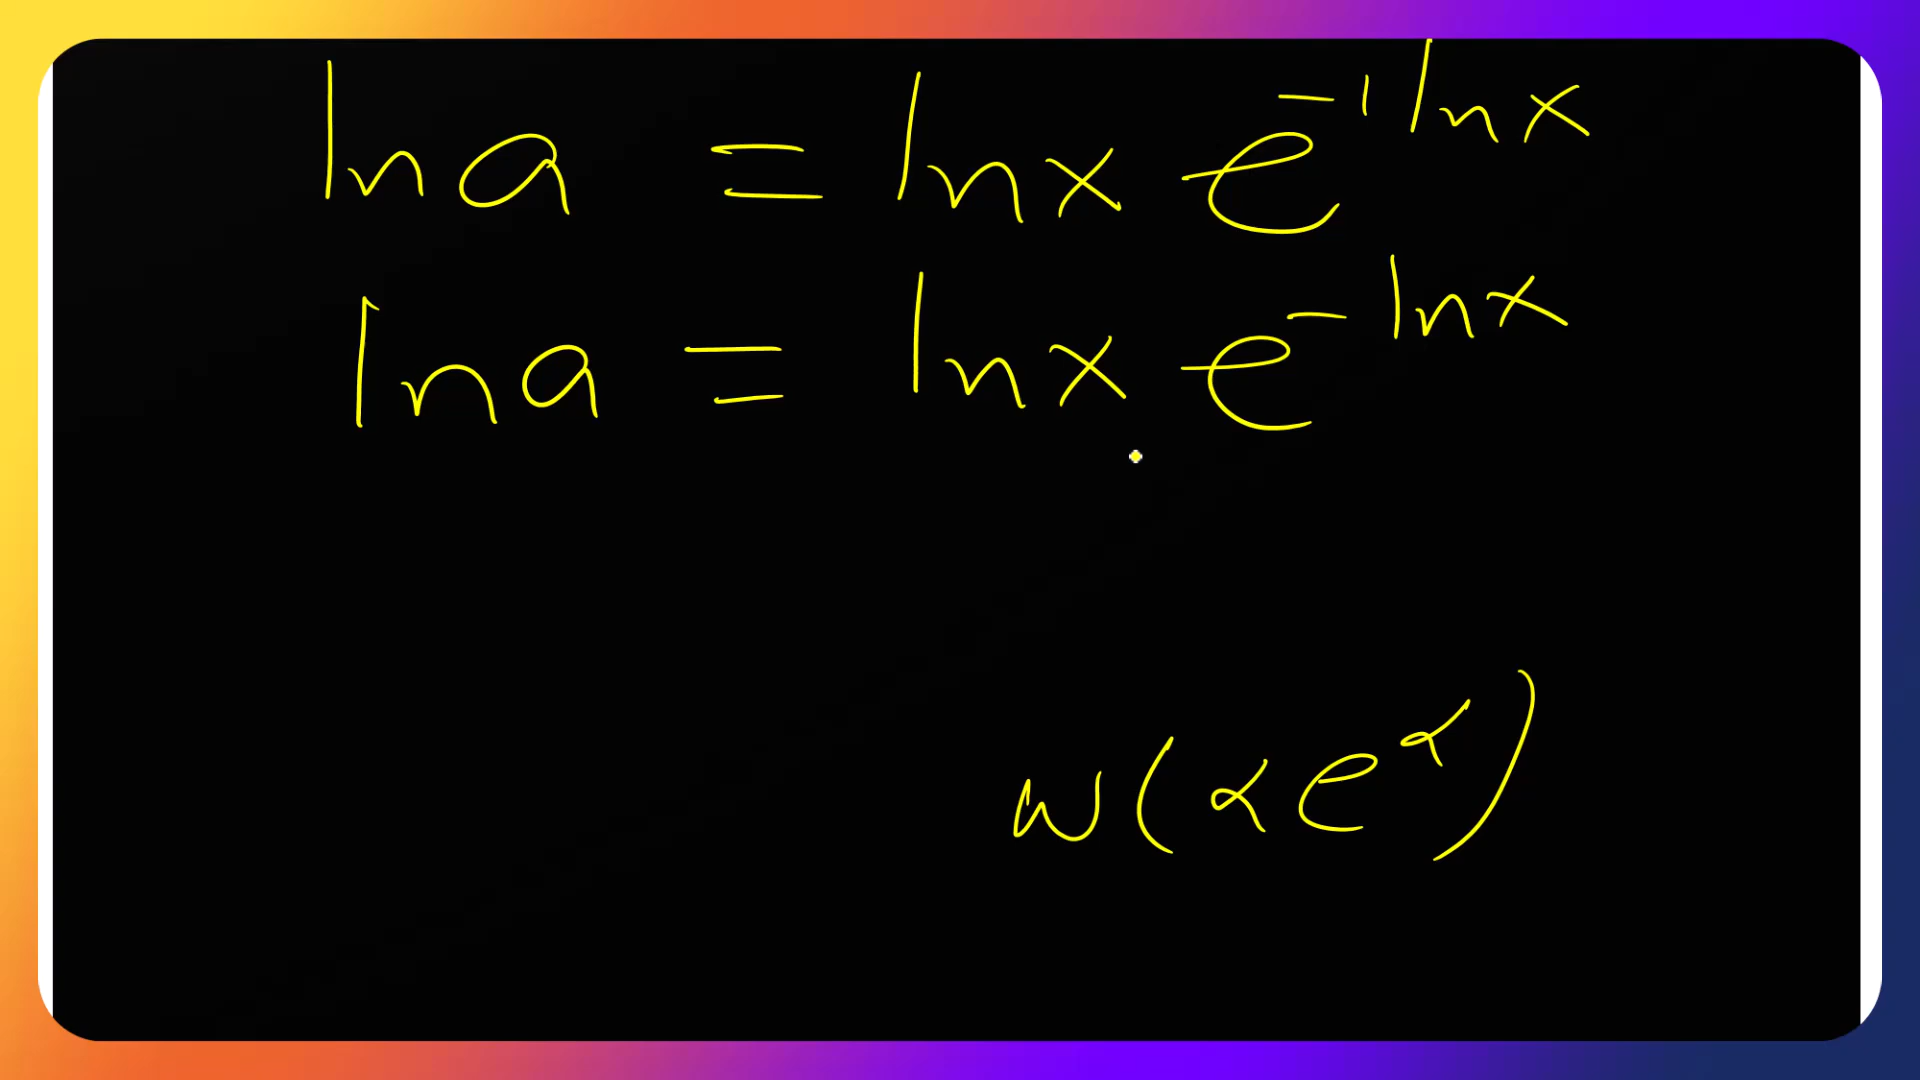 ln a = ln x e^{-1 ln x}
ln a = ln x e^{- ln x}
W(αe^α)